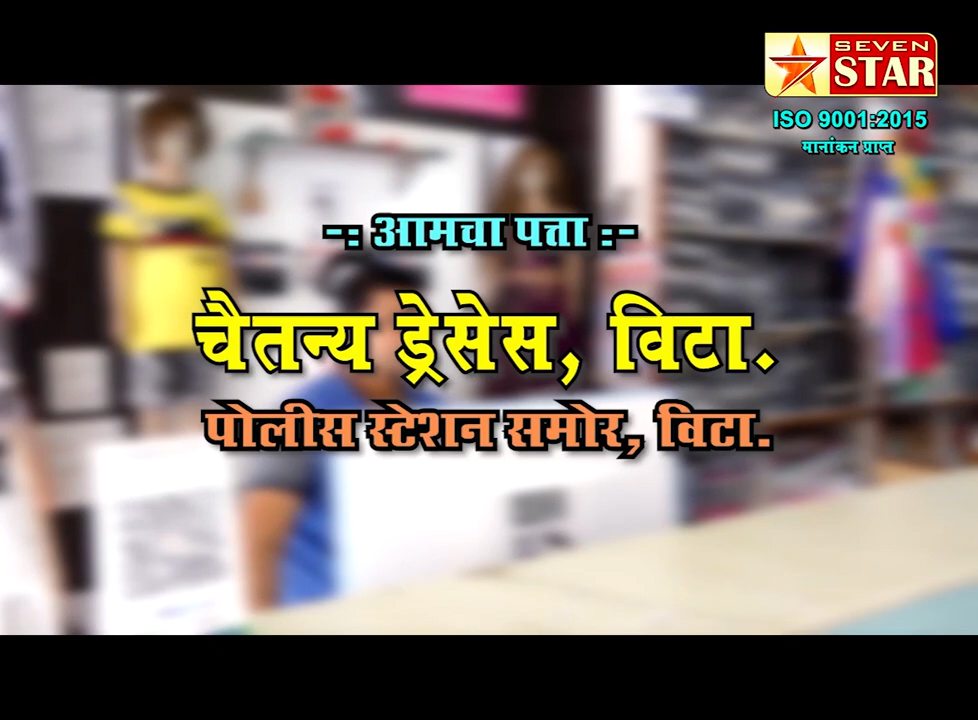 SEVEN
STAR
ISO 9001:2015
मानांकन प्राप्त
-: आमचा पत्ता :-
चैतन्य ड्रेसेस, विटा.
पोलीस स्टेशन समोर, विटा.